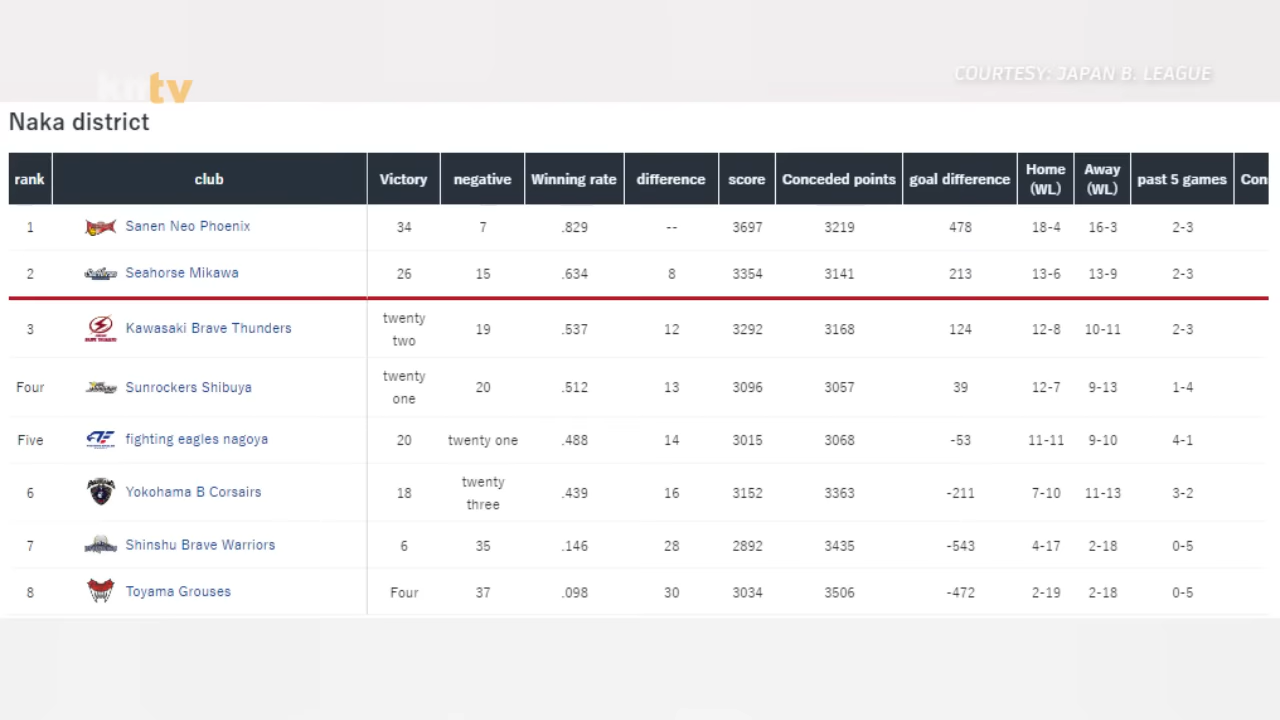 kntv
COURTESY: JAPAN B. LEAGUE
Naka district
rank club Victory negative Winning rate difference score Conceded points goal difference Home (WL) Away (WL) past 5 games Con
1 Sanen Neo Phoenix 34 7 .829 -- 3697 3219 478 18-4 16-3 2-3
2 Seahorse Mikawa 26 15 .634 8 3354 3141 213 13-6 13-9 2-3
3 Kawasaki Brave Thunders twenty two 19 .537 12 3292 3168 124 12-8 10-11 2-3
Four Sunrockers Shibuya twenty one 20 .512 13 3096 3057 39 12-7 9-13 1-4
Five fighting eagles nagoya 20 twenty one .488 14 3015 3068 -53 11-11 9-10 4-1
6 Yokohama B Corsairs 18 twenty three .439 16 3152 3363 -211 7-10 11-13 3-2
7 Shinshu Brave Warriors 6 35 .146 28 2892 3435 -543 4-17 2-18 0-5
8 Toyama Grouses Four 37 .098 30 3034 3506 -472 2-19 2-18 0-5